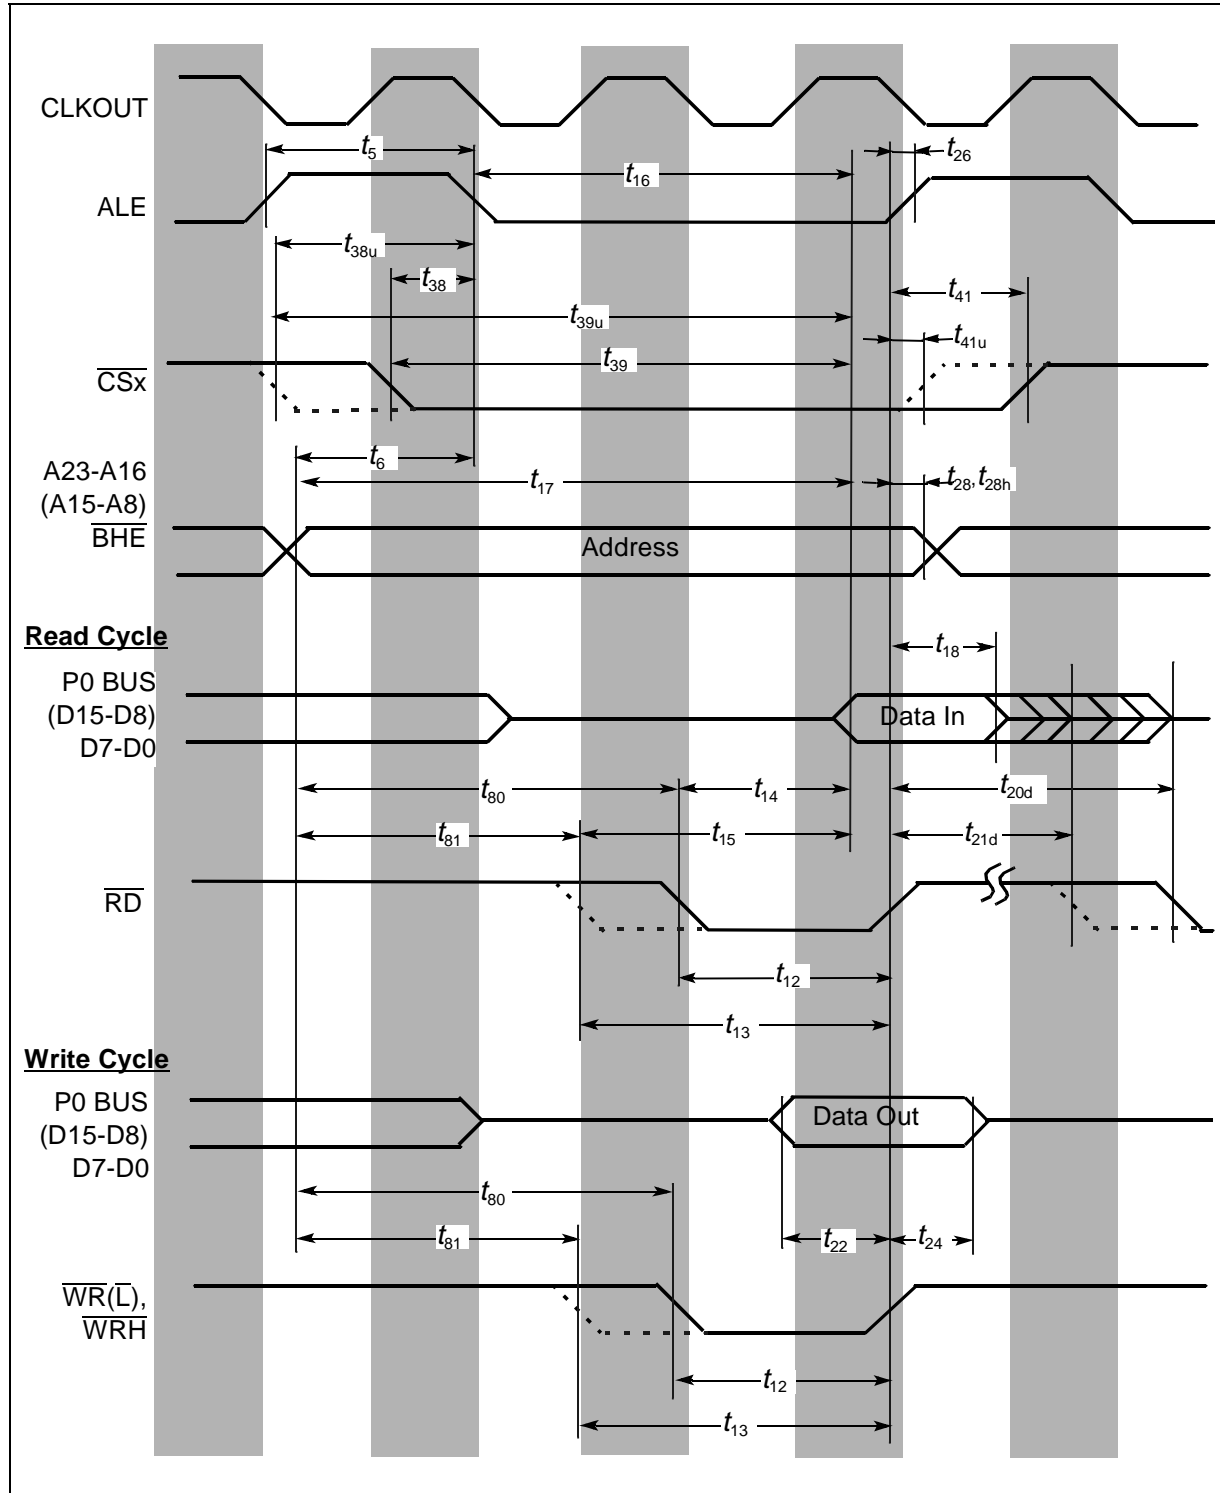 CLKOUT
t5
t26
t16
ALE
t38u
t38
t41
t39u
t41u
t39
CSx
t6
A23-A16
t17
t28, t28h
(A15-A8)
BHE
Address
Read Cycle
t18
P0 BUS
(D15-D8)
Data In
D7-D0
t80
t14
t20d
t81
t15
t21d
RD
t12
t13
Write Cycle
P0 BUS
Data Out
(D15-D8)
D7-D0
t80
t81
t22
t24
WR(L),
WRH
t12
t13